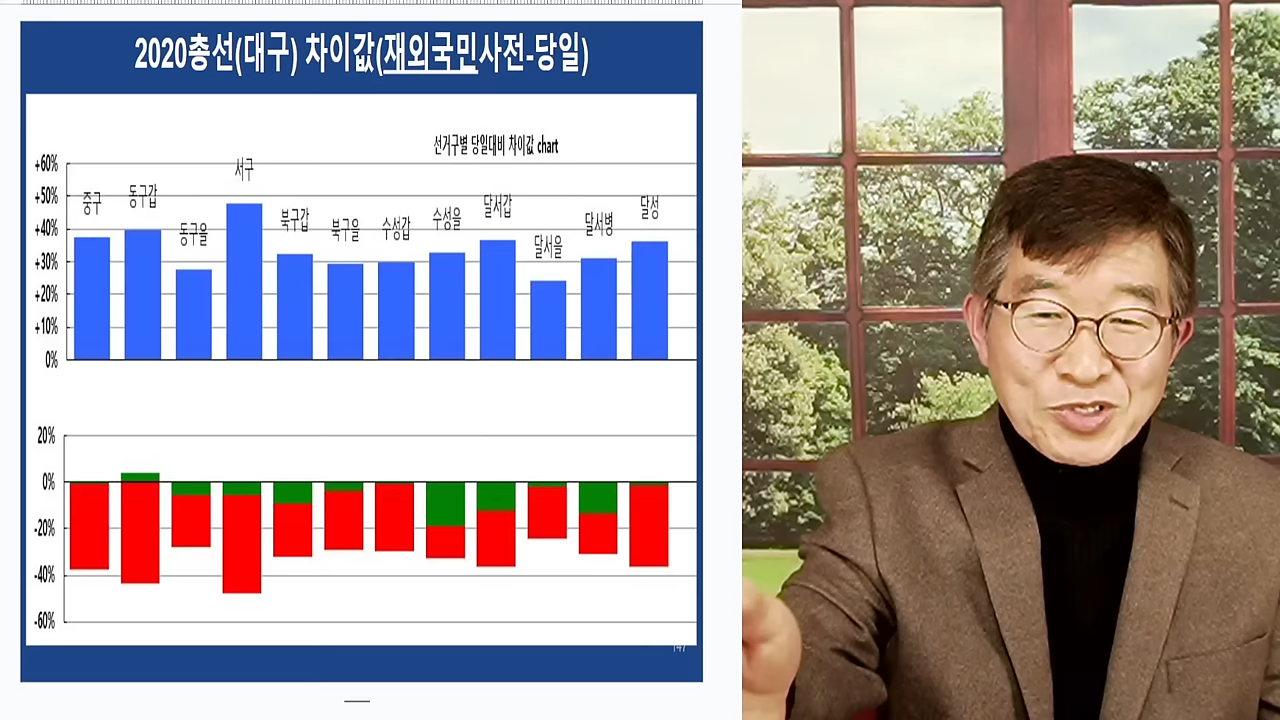 2020총선(대구) 차이값(재외국민사전-당일)
선거구별 당일대비 차이값 chart
+60%
+50%
+40%
+30%
+20%
+10%
0%
중구
동구갑
동구을
서구
북구갑
북구을
수성갑
수성을
달서갑
달서을
달서병
달성
20%
0%
-20%
-40%
-60%
147